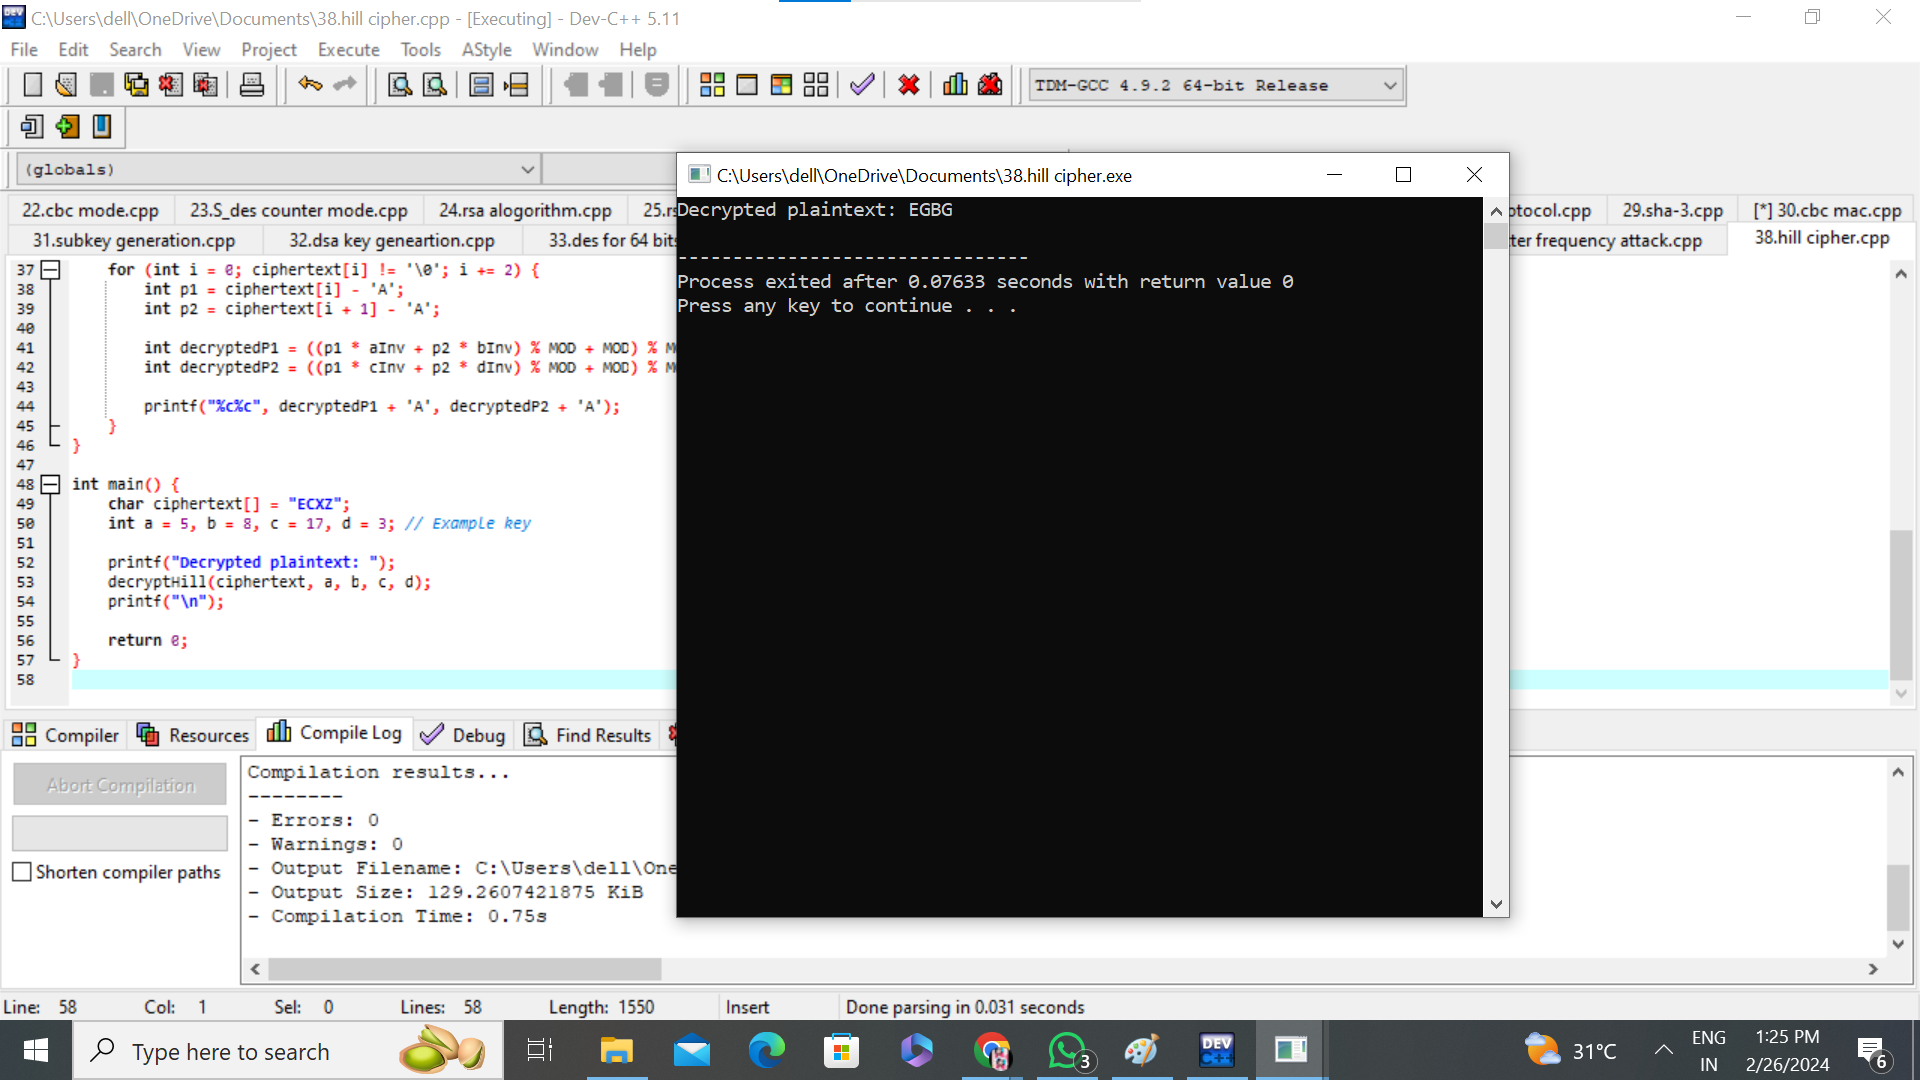 C:\Users\dell\OneDrive\Documents\38.hill cipher.cpp - [Executing] - Dev-C++ 5.11
File Edit Search View Project Execute Tools AStyle Window Help
TDM-GCC 4.9.2 64-bit Release
(globals)
22.cbc mode.cpp 23.S_des counter mode.cpp 24.rsa alogorithm.cpp 29.sha-3.cpp [*] 30.cbc mac.cpp
31.subkey generation.cpp 32.dsa key geneartion.cpp 33.des for 64 bits frequency attack.cpp 38.hill cipher.cpp
37 for (int i = 0; ciphertext[i] != '\0'; i += 2) {
38 int p1 = ciphertext[i] - 'A';
39 int p2 = ciphertext[i + 1] - 'A';
40
41 int decryptedP1 = ((p1 * aInv + p2 * bInv) % MOD + MOD) %
42 int decryptedP2 = ((p1 * cInv + p2 * dInv) % MOD + MOD) %
43
44 printf("%c%c", decryptedP1 + 'A', decryptedP2 + 'A');
45 }
46 }
47
48 int main() {
49 char ciphertext[] = "ECXZ";
50 int a = 5, b = 8, c = 17, d = 3; // Example key
51
52 printf("Decrypted plaintext: ");
53 decryptHill(ciphertext, a, b, c, d);
54 printf("\n");
55
56 return 0;
57 }
58
C:\Users\dell\OneDrive\Documents\38.hill cipher.exe
Decrypted plaintext: EGBG
--------------------------------
Process exited after 0.07633 seconds with return value 0
Press any key to continue . . .
Compiler Resources Compile Log Debug Find Results
Abort Compilation
Shorten compiler paths
Compilation results...
--------
- Errors: 0
- Warnings: 0
- Output Filename: C:\Users\dell\One
- Output Size: 129.2607421875 KiB
- Compilation Time: 0.75s
Line: 58 Col: 1 Sel: 0 Lines: 58 Length: 1550 Insert Done parsing in 0.031 seconds
Type here to search
3
DEV C++
31°C
ENG
IN
1:25 PM
2/26/2024
6